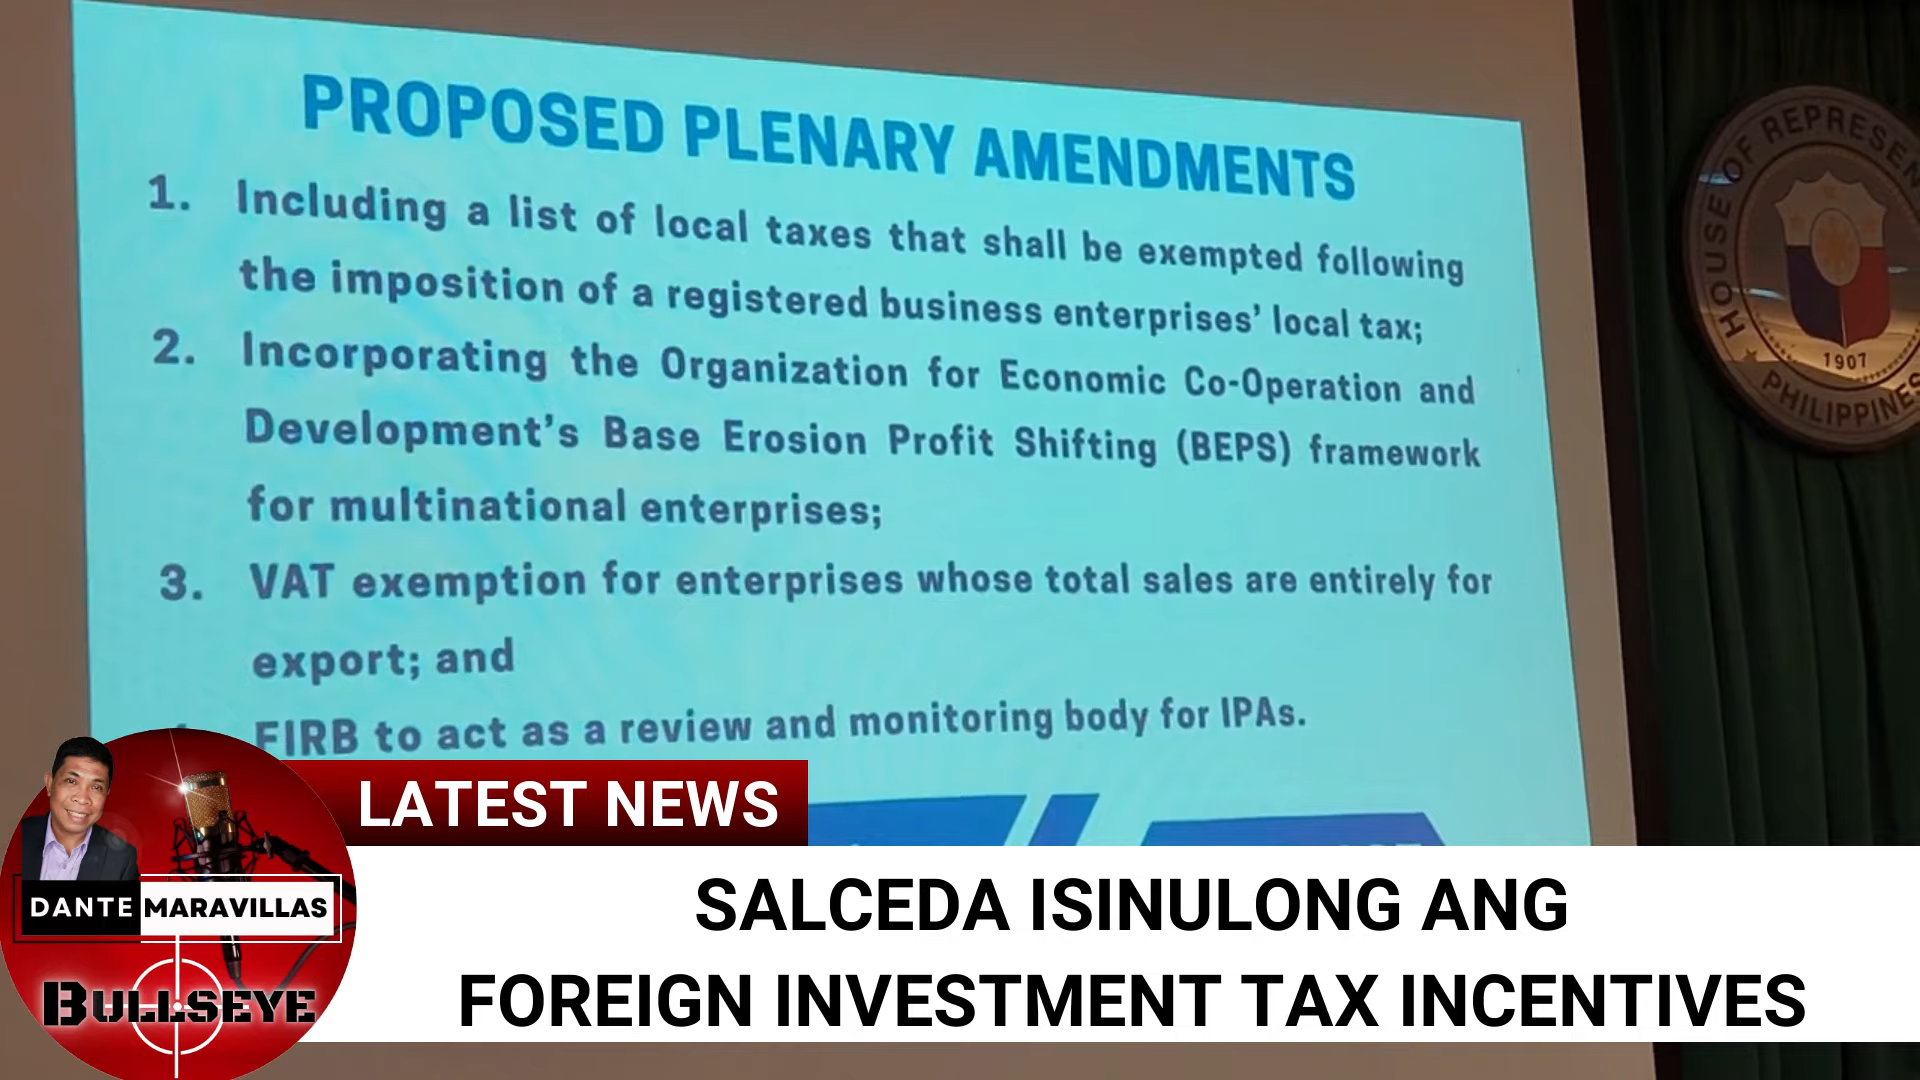 PROPOSED PLENARY AMENDMENTS
1. Including a list of local taxes that shall be exempted following
the imposition of a registered business enterprises' local tax;
2. Incorporating the Organization for Economic Co-Operation and
Development's Base Erosion Profit Shifting (BEPS) framework
for multinational enterprises;
3. VAT exemption for enterprises whose total sales are entirely for
export; and
FIRB to act as a review and monitoring body for IPAs.
HOUSE OF REPRESEN
1907
PHILIPPINES
LATEST NEWS
DANTE MARAVILLAS
BULLSEYE
SALCEDA ISINULONG ANG
FOREIGN INVESTMENT TAX INCENTIVES